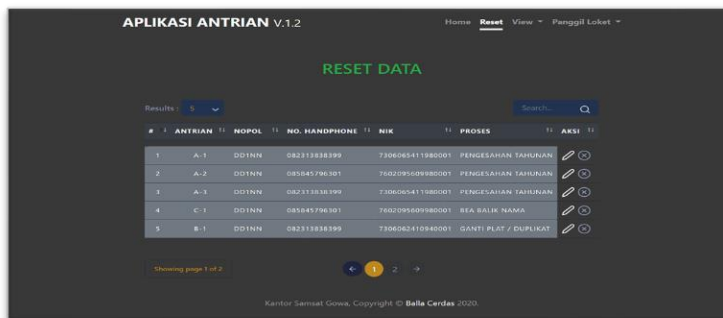 APLIKASI ANTRIAN V.1.2
Home Reset View Panggil Loket
RESET DATA
Results : 5 Search...
# ANTRIAN NOPOL NO. HANDPHONE NIK PROSES AKSI
1 A-1 DD1NN 082313838399 7306065411980001 PENGESAHAN TAHUNAN
2 A-2 DD1NN 085845796301 7602095609980001 PENGESAHAN TAHUNAN
3 A-3 DD1NN 082313838399 7306065411980001 PENGESAHAN TAHUNAN
4 C-1 DD1NN 085845796301 7602095609980001 BEA BALIK NAMA
5 B-1 DD1NN 082313838399 7306062410940001 GANTI PLAT / DUPLIKAT
Showing page 1 of 2 ← 1 2 →
Kantor Samsat Gowa, Copyright © Balla Cerdas 2020.